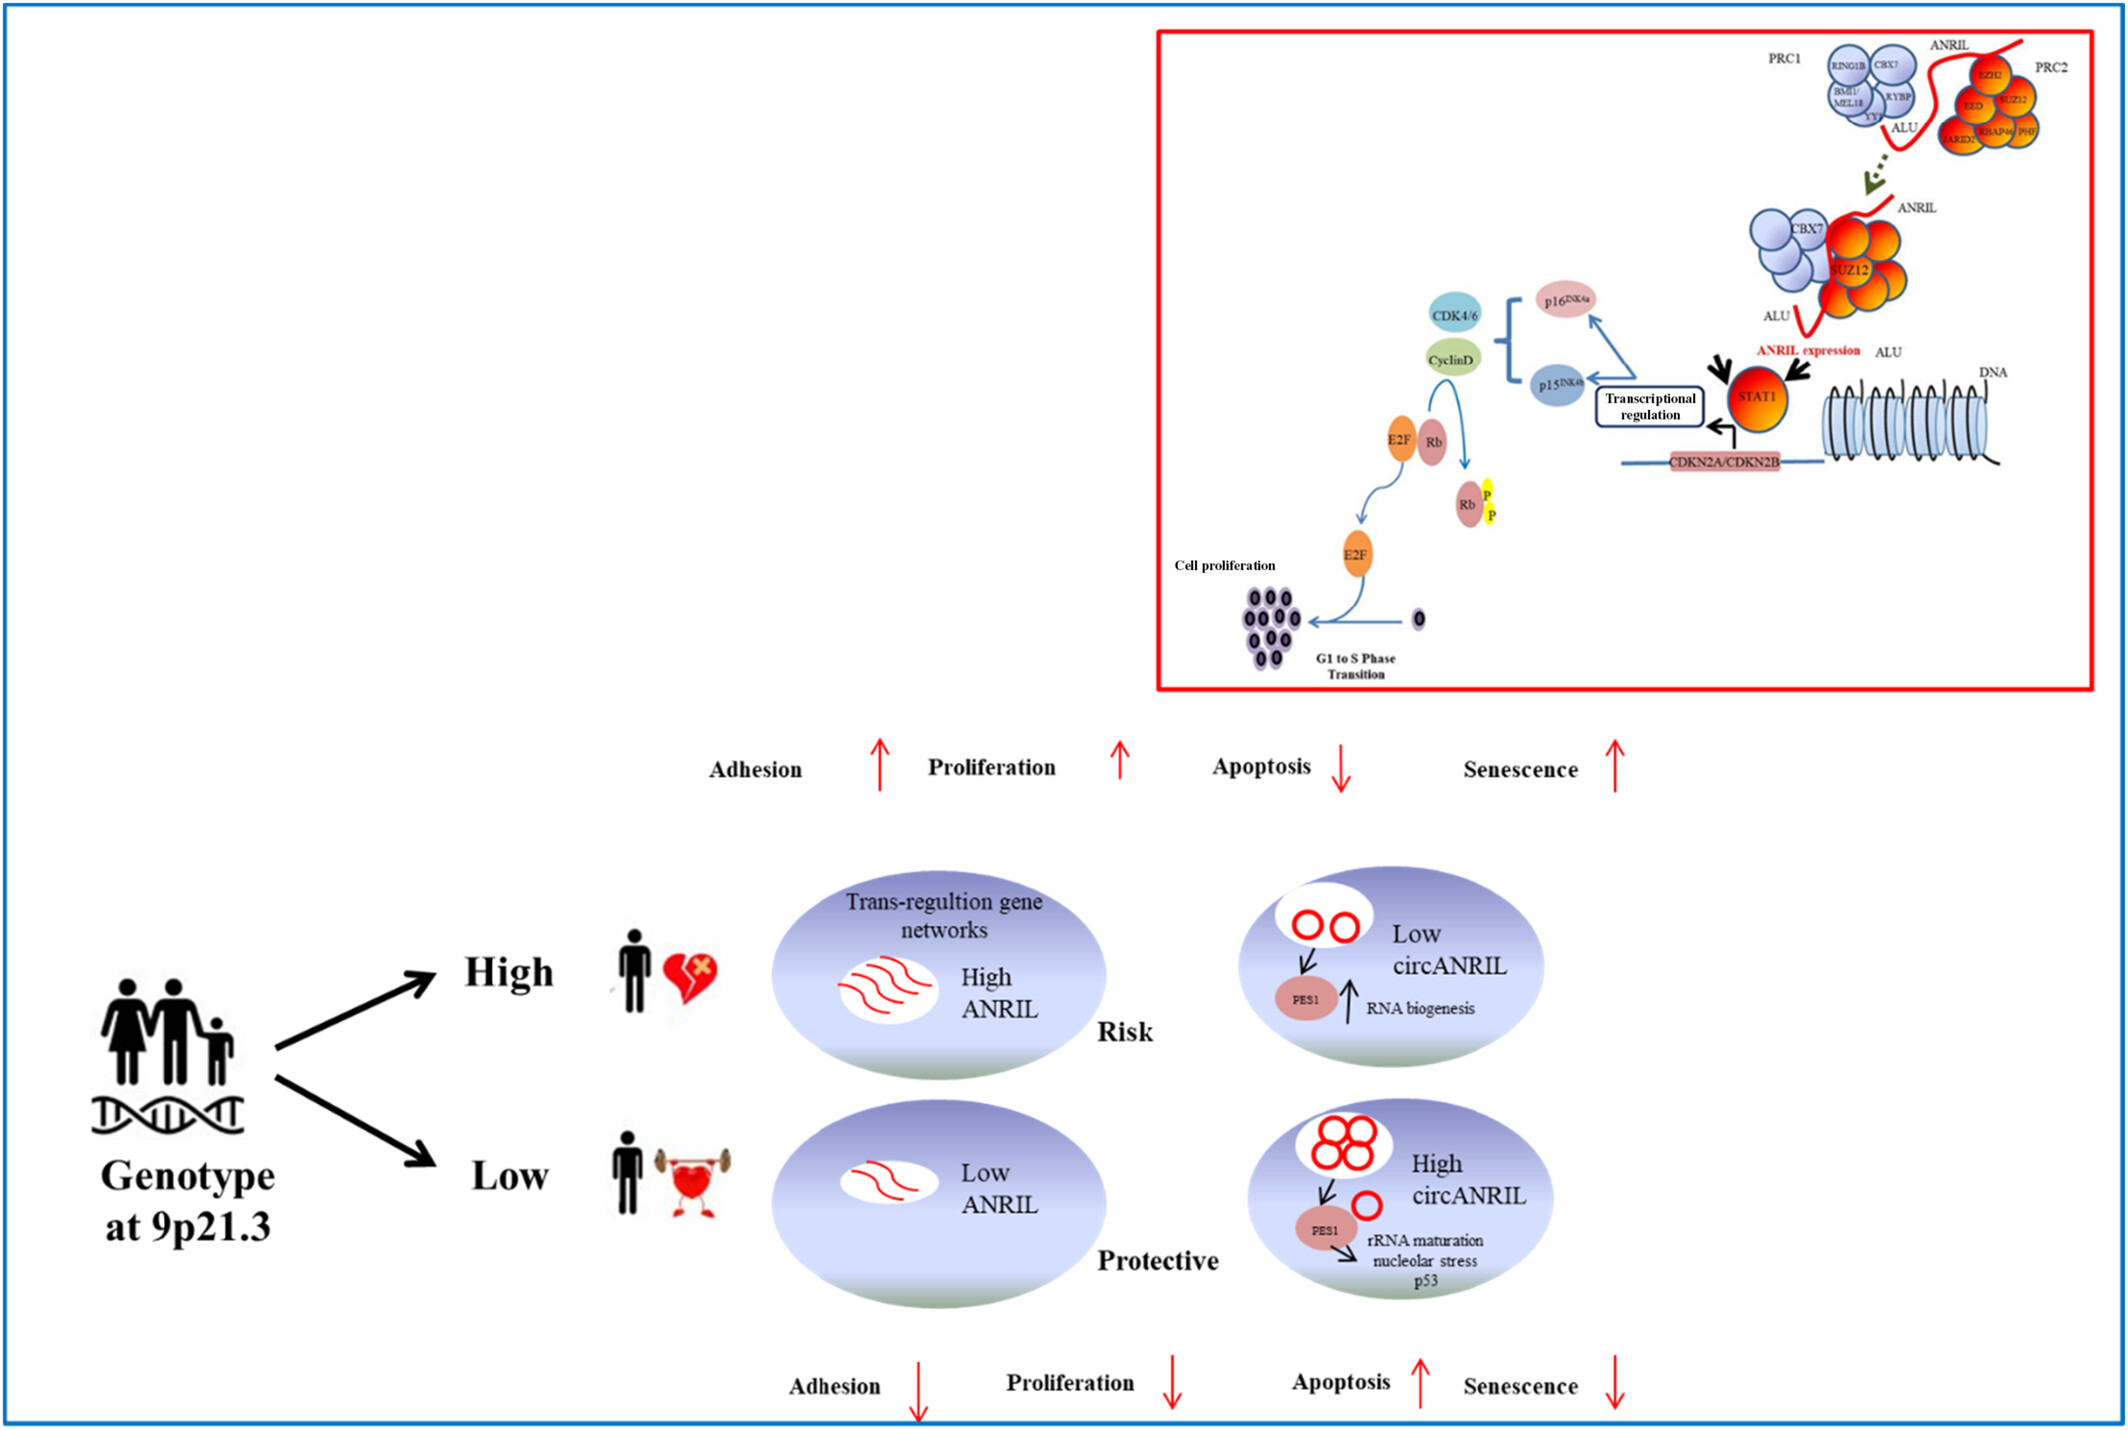 PRC1
ANRIL
PRC2
RING1B
CBX7
BMI1/
MEL18
RYBP
YY1
ALU
EZH2
EED
SUZ12
JARID2
RBAP46
PHF
ANRIL
CBX7
SUZ12
ALU
ANRIL expression
ALU
STAT1
DNA
CDK4/6
CyclinD
p16INK4a
p15INK4b
Transcriptional
regulation
CDKN2A/CDKN2B
E2F
Rb
Rb
P
P
E2F
Cell proliferation
G1 to S Phase
Transition
Adhesion
Proliferation
Apoptosis
Senescence
Trans-regultion gene
networks
High
ANRIL
Low
circANRIL
PES1
RNA biogenesis
High
Risk
Low
ANRIL
High
circANRIL
PES1
rRNA maturation
nucleolar stress
p53
Low
Protective
Genotype
at 9p21.3
Adhesion
Proliferation
Apoptosis
Senescence